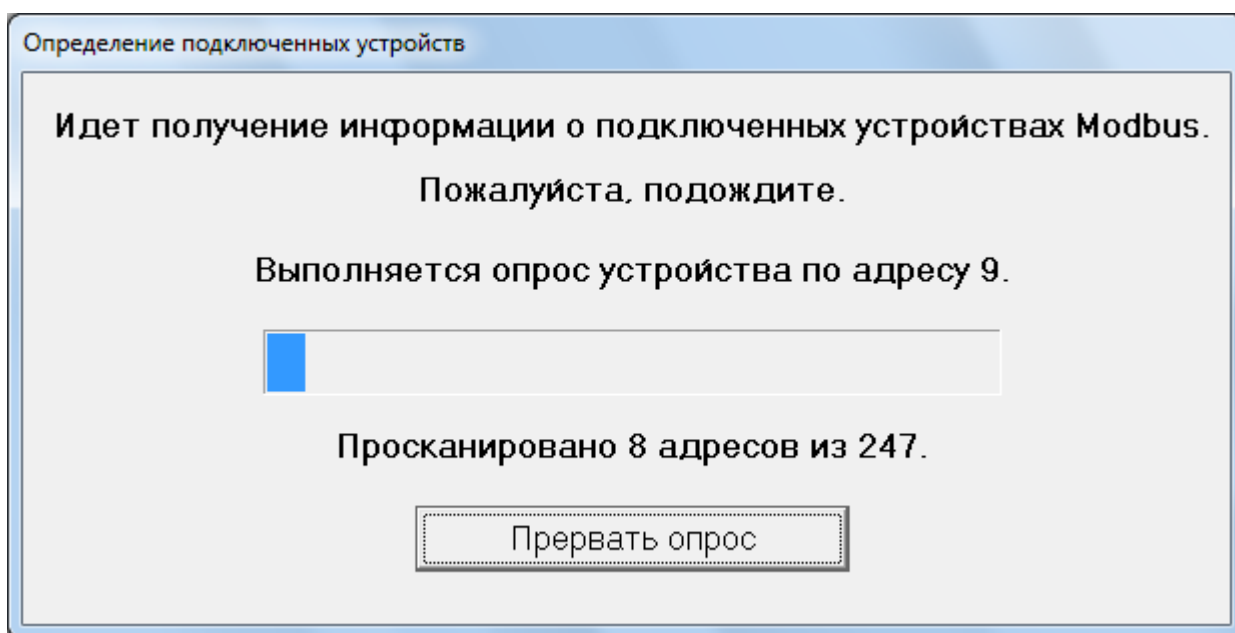 Определение подключенных устройств
Идет получение информации о подключенных устройствах Modbus.
Пожалуйста, подождите.
Выполняется опрос устройства по адресу 9.
Просканировано 8 адресов из 247.
Прервать опрос